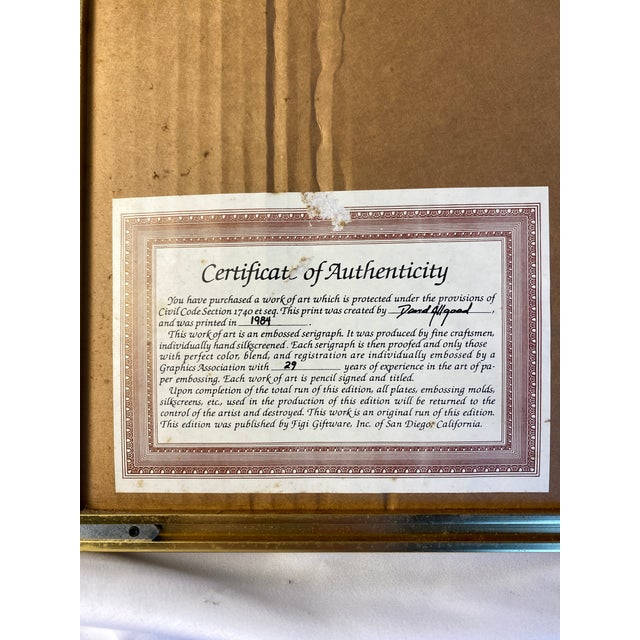 Certificate of Authenticity
You have purchased a work of art which is protected under the provisions of
Civil Code Section 1740 et seq. This print was created by David Allgood,
and was printed in 1984.
This work of art is an embossed serigraph. It was produced by fine craftsmen,
individually hand silkscreened. Each serigraph is then proofed and only those
with perfect color, blend, and registration are individually embossed by a
Graphics Association with 29 years of experience in the art of pa-
per embossing. Each work of art is pencil signed and titled.
Upon completion of the total run of this edition, all plates, embossing molds,
silkscreens, etc., used in the production of this edition will be returned to the
control of the artist and destroyed. This work is an original run of this edition.
This edition was published by Figi Giftware, Inc. of San Diego, California.